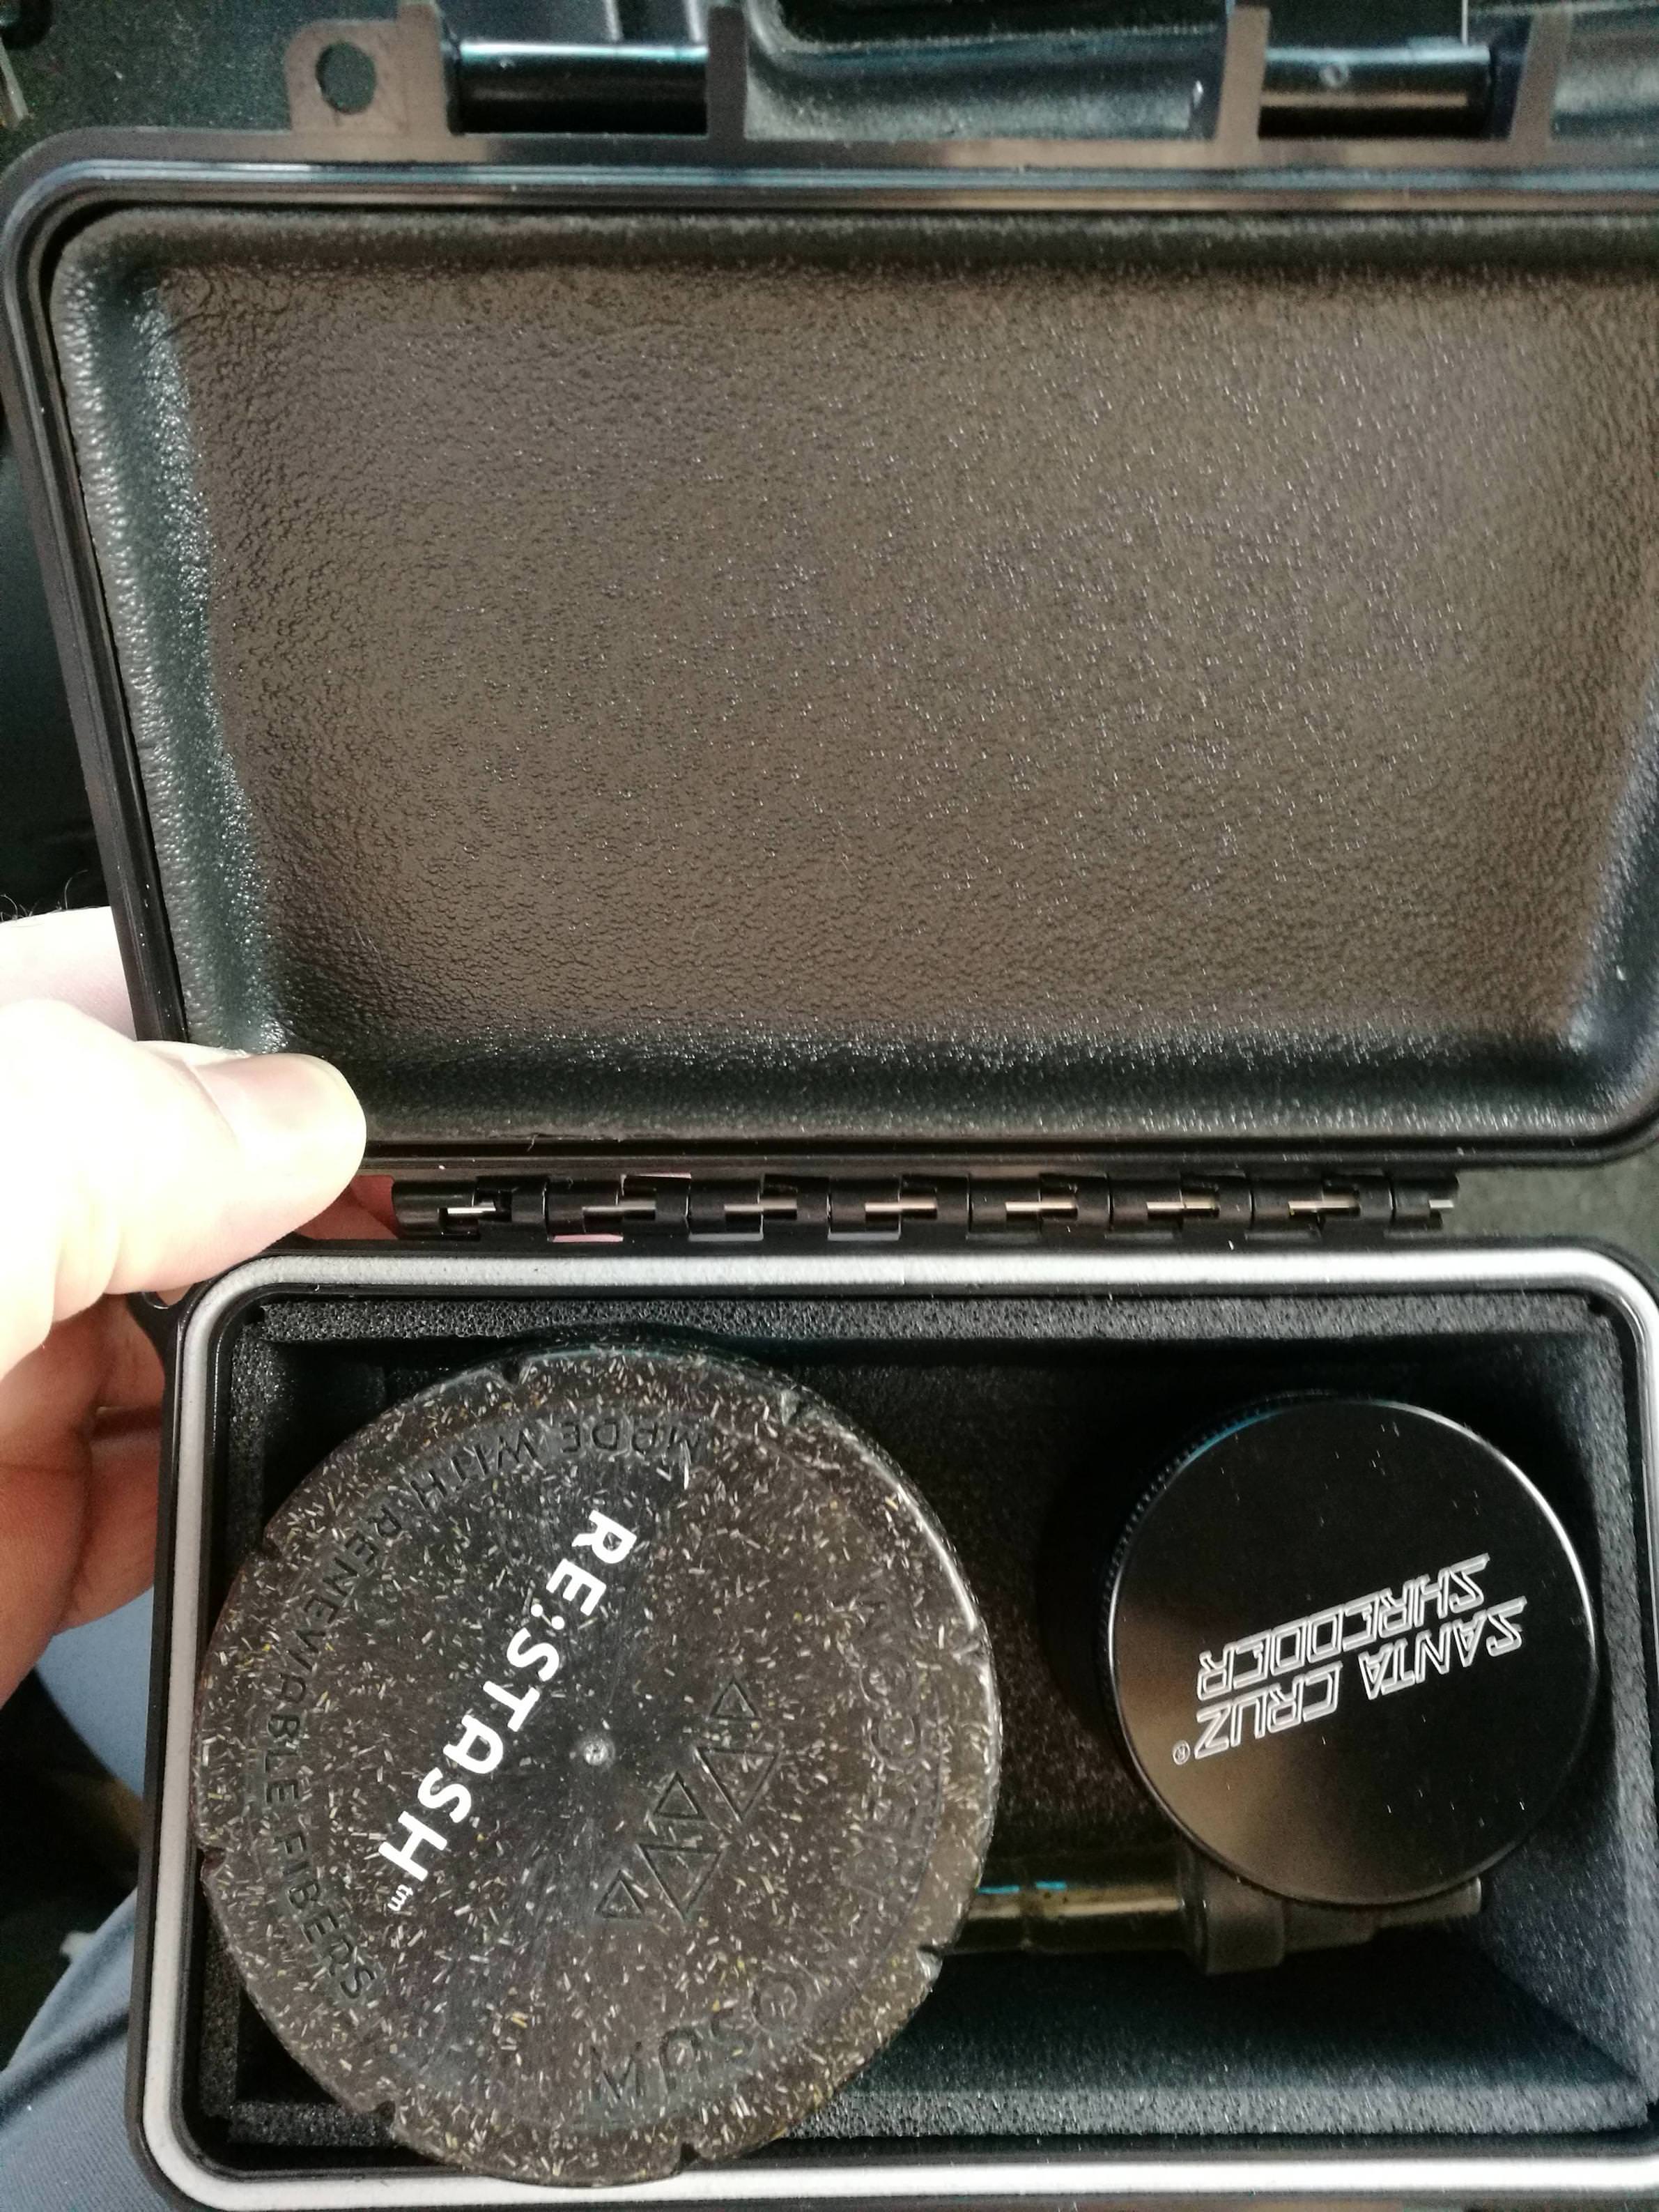 MADE WITH RENEWABLE FIBERS
RE:STASH™
SANTA CRUZ®
SHREDDER